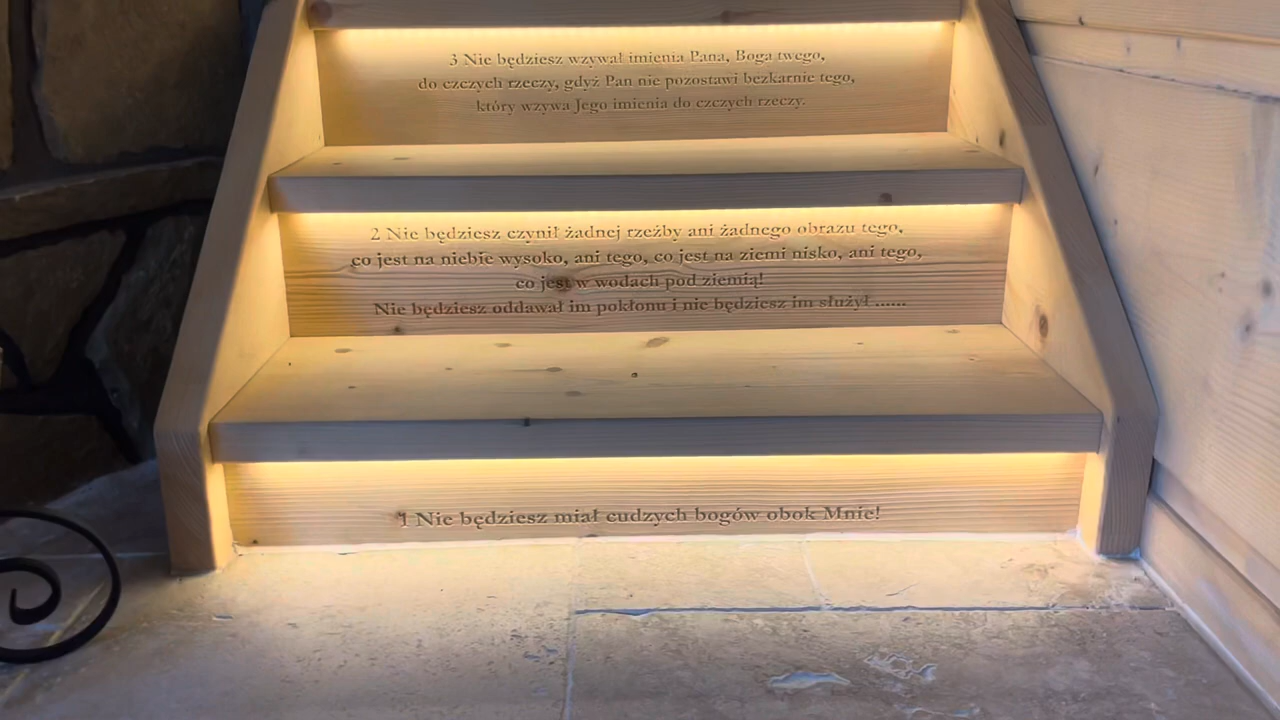 3 Nie będziesz wzywał imienia Pana, Boga twego,
do czczych rzeczy, gdyż Pan nie pozostawi bezkarnie tego,
który wzywa Jego imienia do czczych rzeczy.
2 Nie będziesz czynił żadnej rzeźby ani żadnego obrazu tego,
co jest na niebie wysoko, ani tego, co jest na ziemi nisko, ani tego,
co jest w wodach pod ziemią!
Nie będziesz oddawał im pokłonu i nie będziesz im służył ......
1 Nie będziesz miał cudzych bogów obok Mnie!